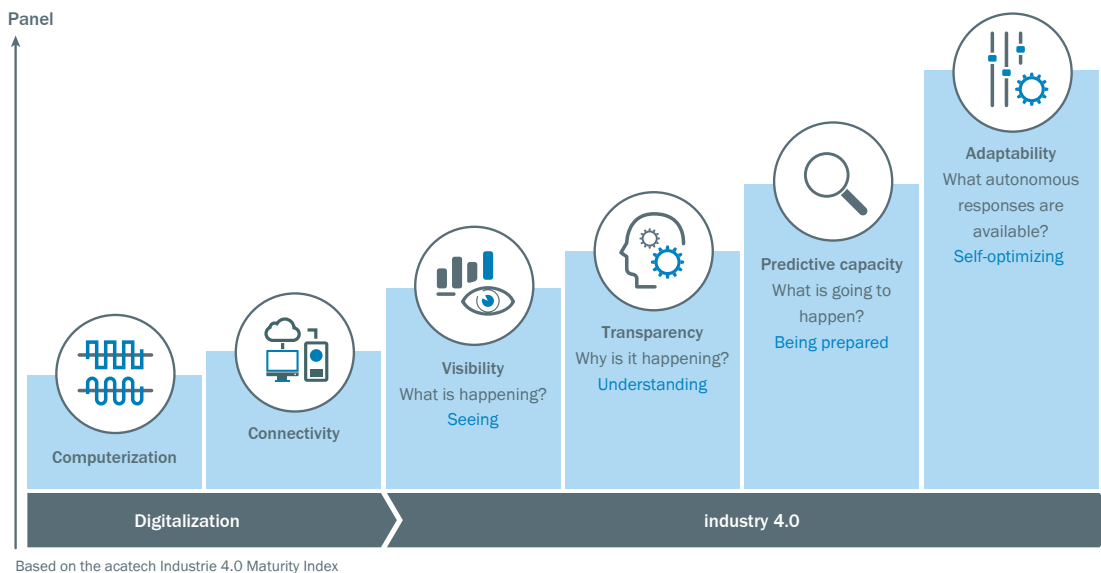 Panel
Computerization
Connectivity
Visibility
What is happening?
Seeing
Transparency
Why is it happening?
Understanding
Predictive capacity
What is going to
happen?
Being prepared
Adaptability
What autonomous
responses are
available?
Self-optimizing
Digitalization
industry 4.0
Based on the acatech Industrie 4.0 Maturity Index